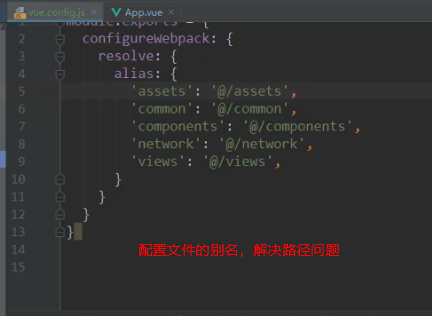 vue.config.js App.vue
1 module.exports = {
2 configureWebpack: {
3 resolve: {
4 alias: {
5 'assets': '@/assets',
6 'common': '@/common',
7 'components': '@/components',
8 'network': '@/network',
9 'views': '@/views',
10 }
11 }
12 }
13 }
14 配置文件的别名，解决路径问题
15